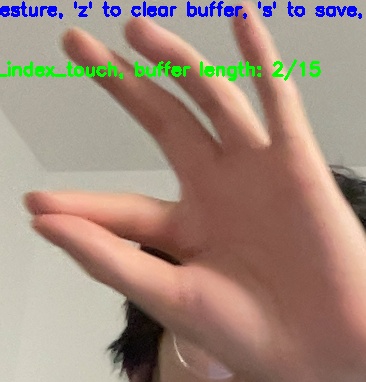 esture, 'z' to clear buffer, 's' to save,
_index_touch, buffer length: 2/15